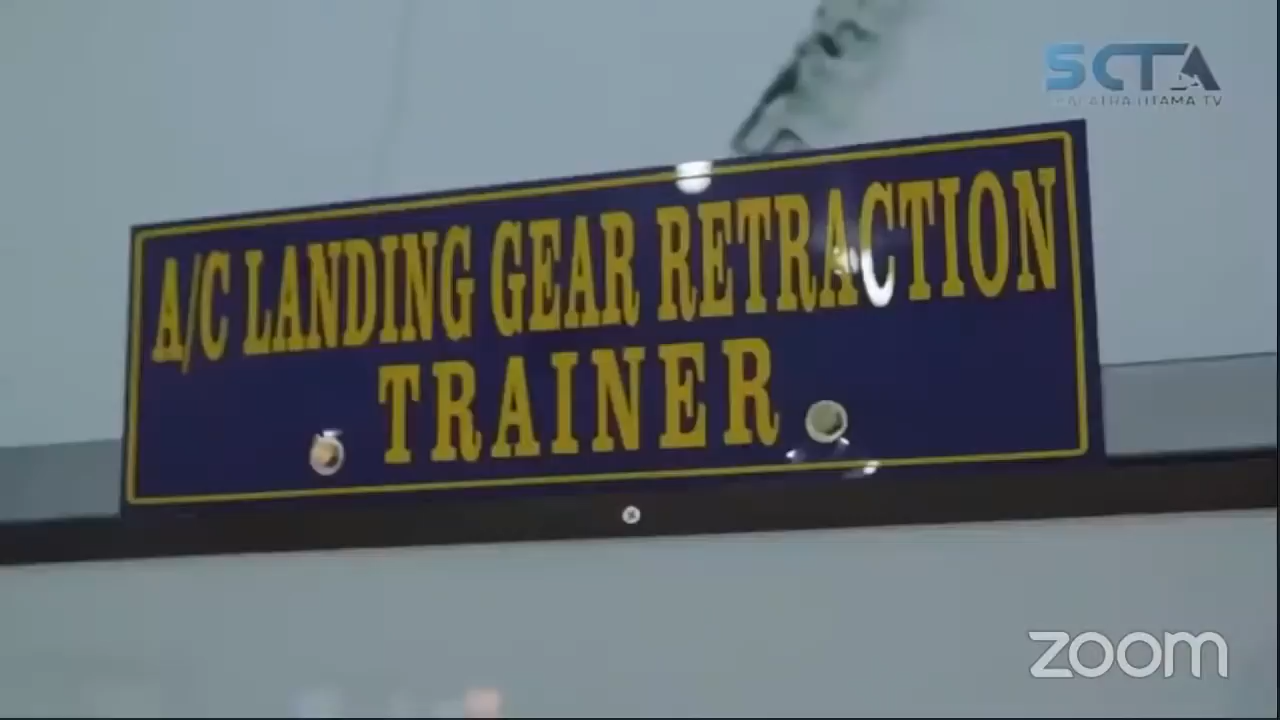 SCTA
A/C LANDING GEAR RETRACTION
TRAINER
zoom